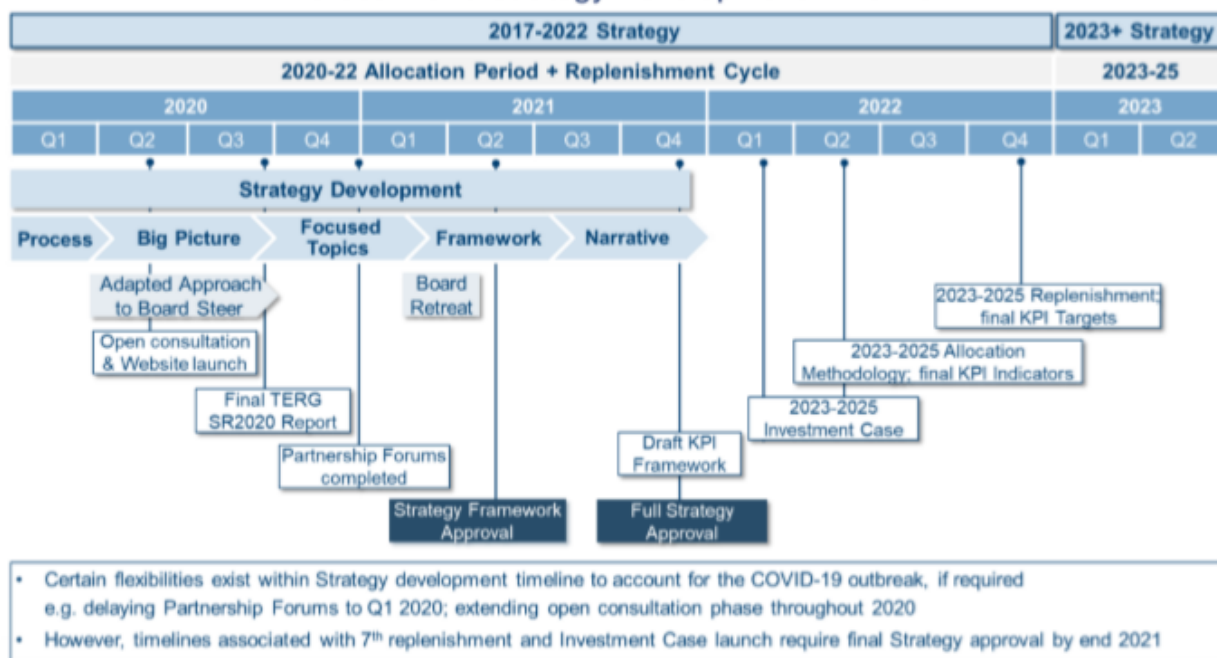 2017-2022 Strategy
2023+ Strategy
2020-22 Allocation Period + Replenishment Cycle
2023-25
2020
2021
2022
2023
Q1 Q2 Q3 Q4 Q1 Q2 Q3 Q4 Q1 Q2 Q3 Q4 Q1 Q2
Strategy Development
Process
Big Picture
Focused
Topics
Framework
Narrative
Adapted Approach
to Board Steer
Board
Retreat
Open consultation
& Website launch
Final TERG
SR2020 Report
Partnership Forums
completed
Strategy Framework
Approval
Draft KPI
Framework
Full Strategy
Approval
2023-2025
Investment Case
2023-2025 Allocation
Methodology; final KPI Indicators
2023-2025 Replenishment;
final KPI Targets
• Certain flexibilities exist within Strategy development timeline to account for the COVID-19 outbreak, if required
e.g. delaying Partnership Forums to Q1 2020; extending open consultation phase throughout 2020
• However, timelines associated with 7th replenishment and Investment Case launch require final Strategy approval by end 2021